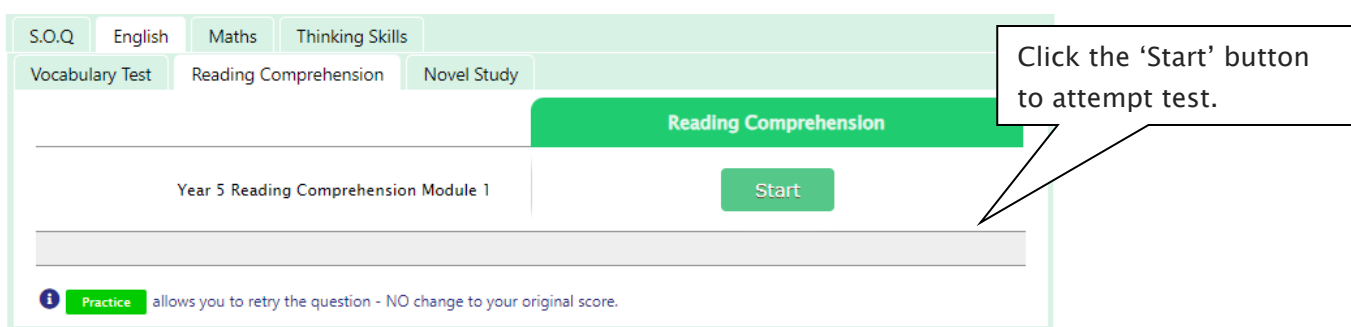 S.O.Q English Maths Thinking Skills
Vocabulary Test Reading Comprehension Novel Study
Click the ‘Start’ button
to attempt test.
Reading Comprehension
Year 5 Reading Comprehension Module 1 Start
i Practice allows you to retry the question - NO change to your original score.